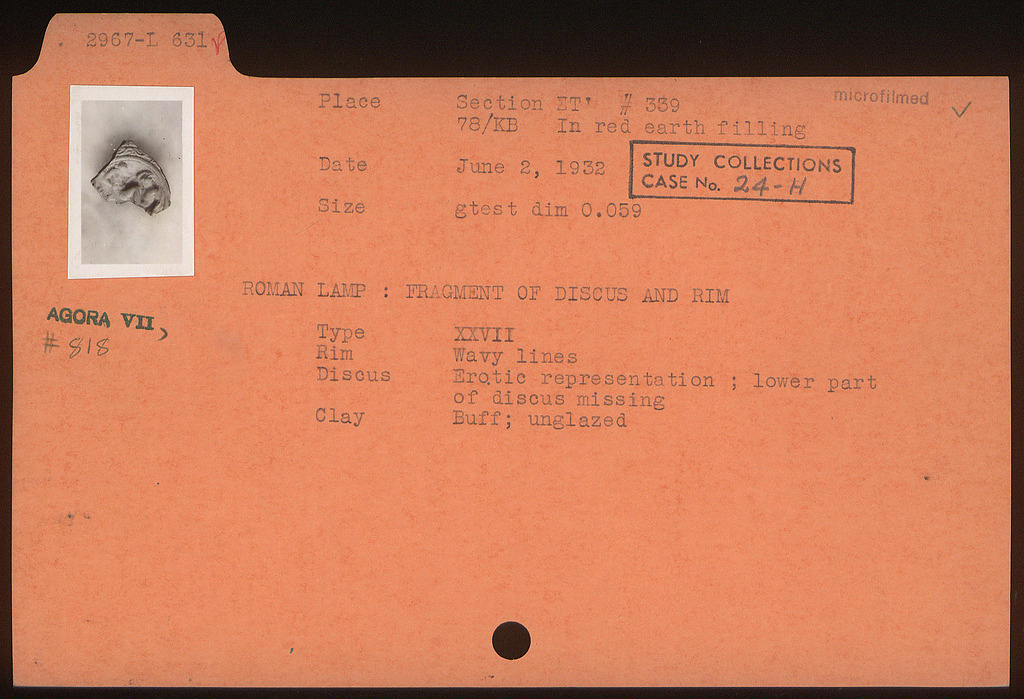 2967-L 631
Place Section ΣΤ' # 339
78/KB In red earth filling
microfilmed ✓
Date June 2, 1932
STUDY COLLECTIONS
CASE No. 24-H
Size gtest dim 0.059
ROMAN LAMP : FRAGMENT OF DISCUS AND RIM
AGORA VII,
# 818
Type XXVII
Rim Wavy lines
Discus Erotic representation ; lower part
of discus missing
Clay Buff; unglazed